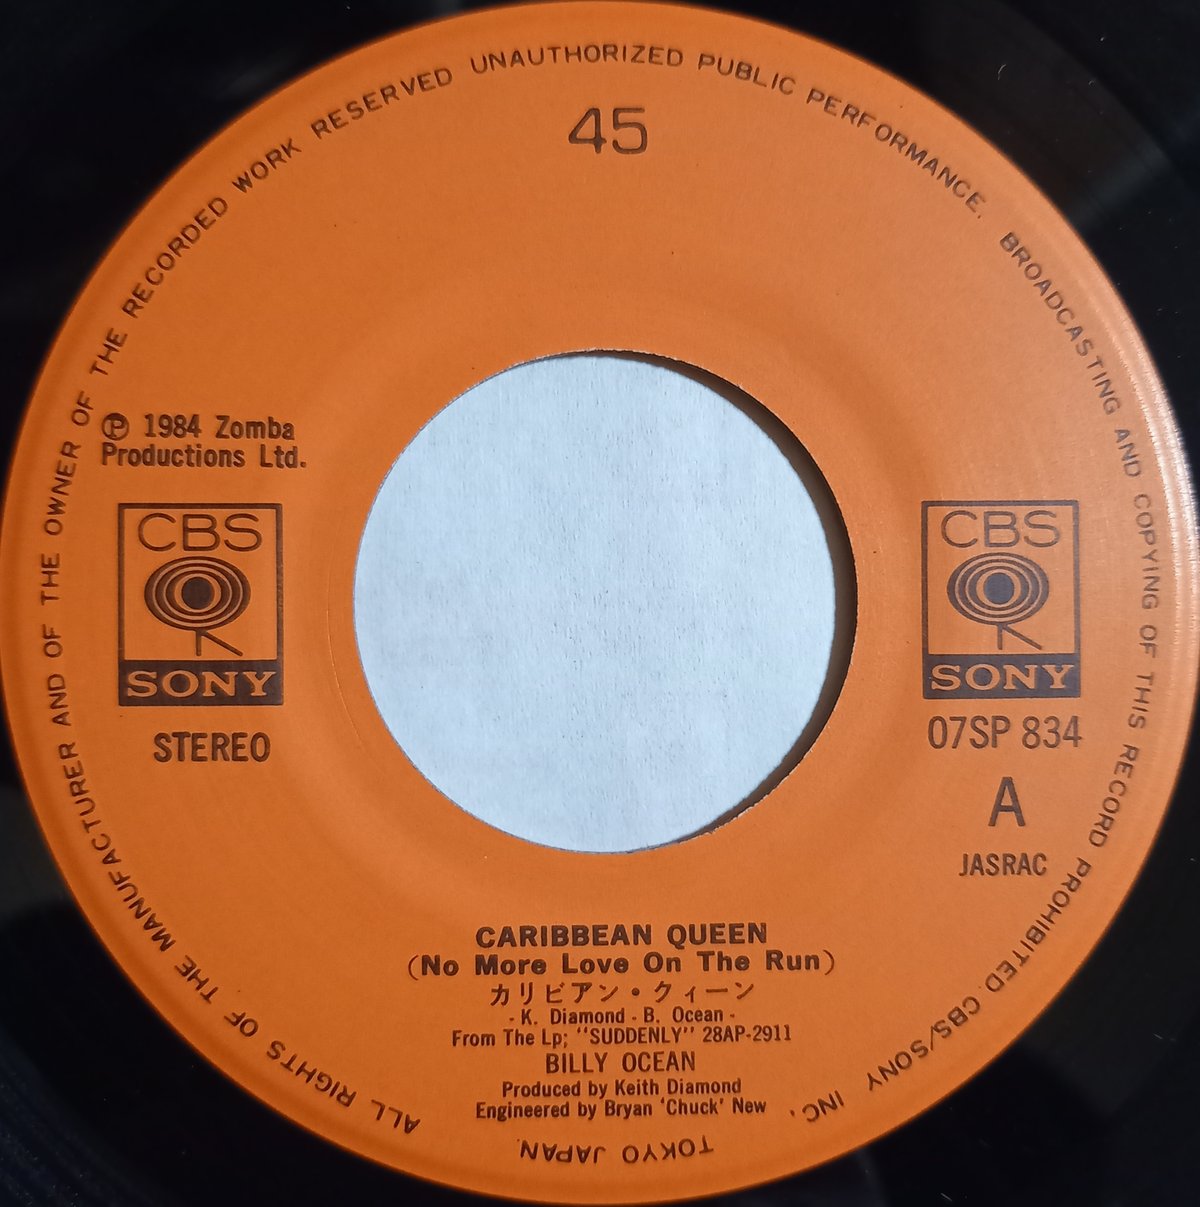 ALL RIGHTS OF THE MANUFACTURER AND OF THE OWNER OF THE RECORDED WORK RESERVED UNAUTHORIZED PUBLIC PERFORMANCE, BROADCASTING AND COPYING OF THIS RECORD PROHIBITED. CBS/SONY INC.,
TOKYO JAPAN.
45
Ⓟ 1984 Zomba
Productions Ltd.
CBS
SONY
STEREO
CBS
SONY
07SP 834
A
JASRAC
CARIBBEAN QUEEN
(No More Love On The Run)
カリビアン・クィーン
- K. Diamond - B. Ocean -
From The Lp; "SUDDENLY" 28AP-2911
BILLY OCEAN
Produced by Keith Diamond
Engineered by Bryan 'Chuck' New